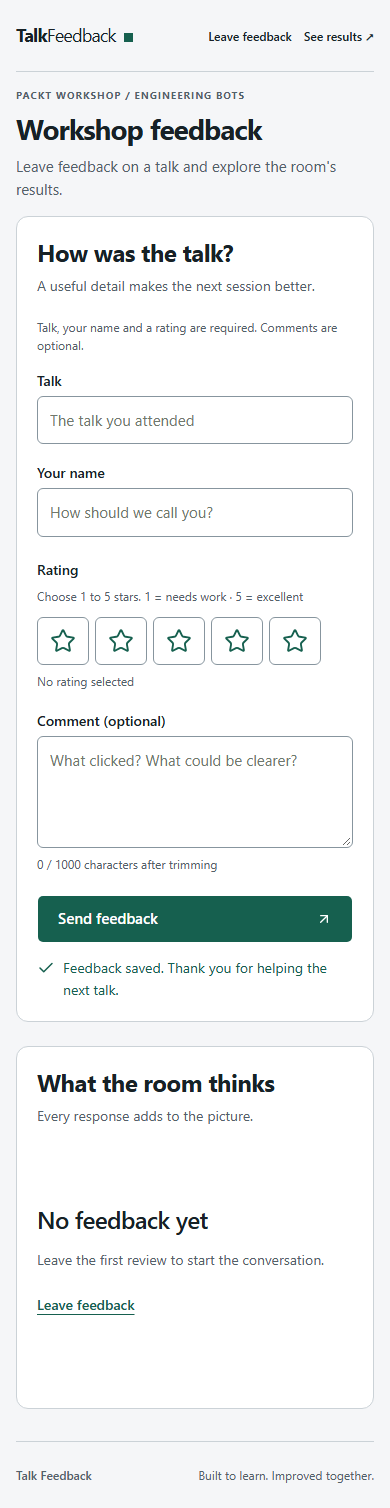 TalkFeedback
Leave feedback
See results ↗
PACKT WORKSHOP / ENGINEERING BOTS
Workshop feedback
Leave feedback on a talk and explore the room's
results.
How was the talk?
A useful detail makes the next session better.
Talk, your name and a rating are required. Comments are
optional.
Talk
The talk you attended
Your name
How should we call you?
Rating
Choose 1 to 5 stars. 1 = needs work · 5 = excellent
No rating selected
Comment (optional)
What clicked? What could be clearer?
0 / 1000 characters after trimming
Send feedback
Feedback saved. Thank you for helping the
next talk.
What the room thinks
Every response adds to the picture.
No feedback yet
Leave the first review to start the conversation.
Leave feedback
Talk Feedback
Built to learn. Improved together.